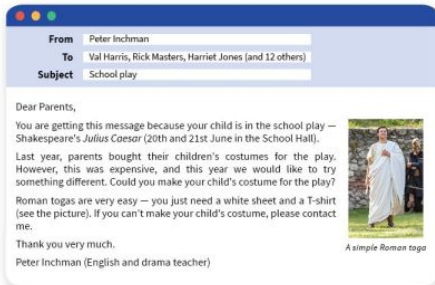 From Peter Inchman
To Val Harris, Rick Masters, Harriet Jones (and 12 others)
Subject School play
Dear Parents,
You are getting this message because your child is in the school play —
Shakespeare's Julius Caesar (20th and 21st June in the School Hall).
Last year, parents bought their children's costumes for the play.
However, this was expensive, and this year we would like to try
something different. Could you make your child's costume for the play?
Roman togas are very easy — you just need a white sheet and a T-shirt
(see the picture). If you can't make your child's costume, please contact
me.
Thank you very much.
Peter Inchman (English and drama teacher)
A simple Roman toga